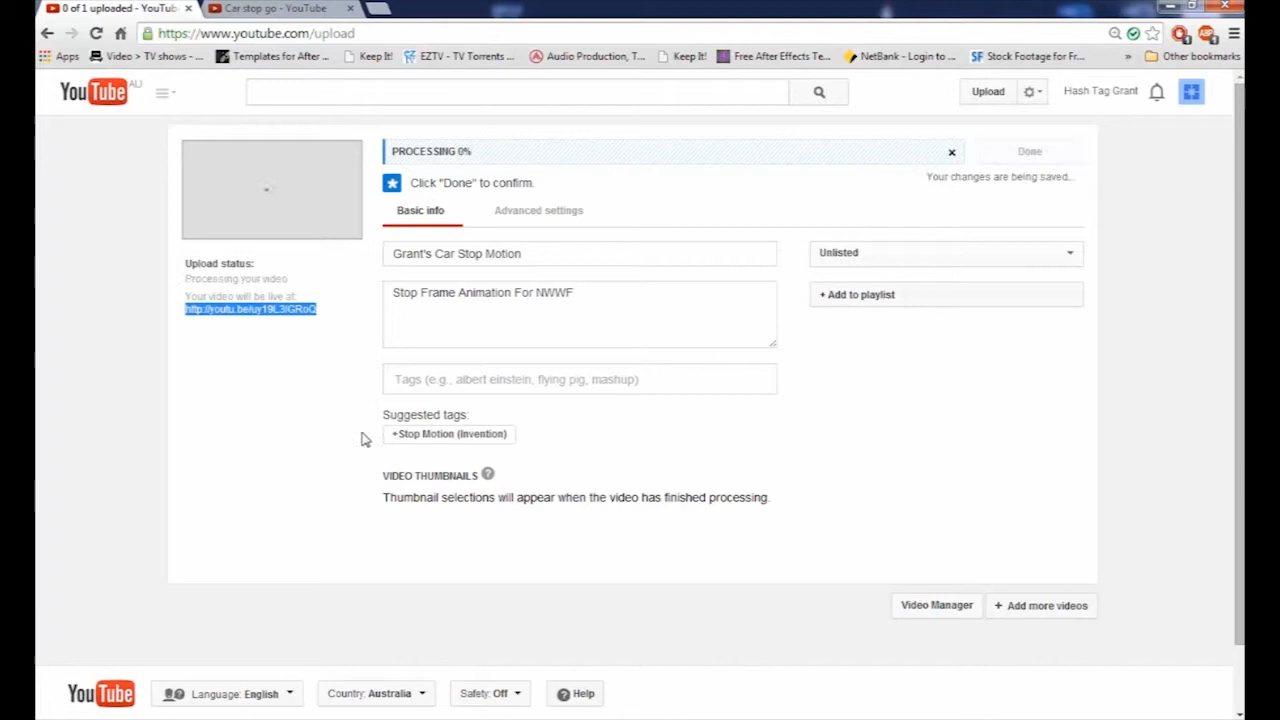 0 of 1 uploaded - YouTub
Car stop go - YouTube
https://www.youtube.com/upload
Apps
Video > TV shows - ...
Templates for After ...
Keep It!
EZTV - TV Torrents ...
Audio Production, T...
Keep It!
Free After Effects Te...
NetBank - Login to ...
SF Stock Footage for Fr...
»
Other bookmarks
YouTube AU
Upload
Hash Tag Grant
PROCESSING 0%
Done
Click "Done" to confirm.
Your changes are being saved...
Basic info
Advanced settings
Upload status:
Processing your video
Your video will be live at:
Grant's Car Stop Motion
Unlisted
Stop Frame Animation For NWWF
+ Add to playlist
Tags (e.g., albert einstein, flying pig, mashup)
Suggested tags:
+Stop Motion (Invention)
VIDEO THUMBNAILS ?
Thumbnail selections will appear when the video has finished processing.
Video Manager
+ Add more videos
YouTube
Language: English
Country: Australia
Safety: Off
Help